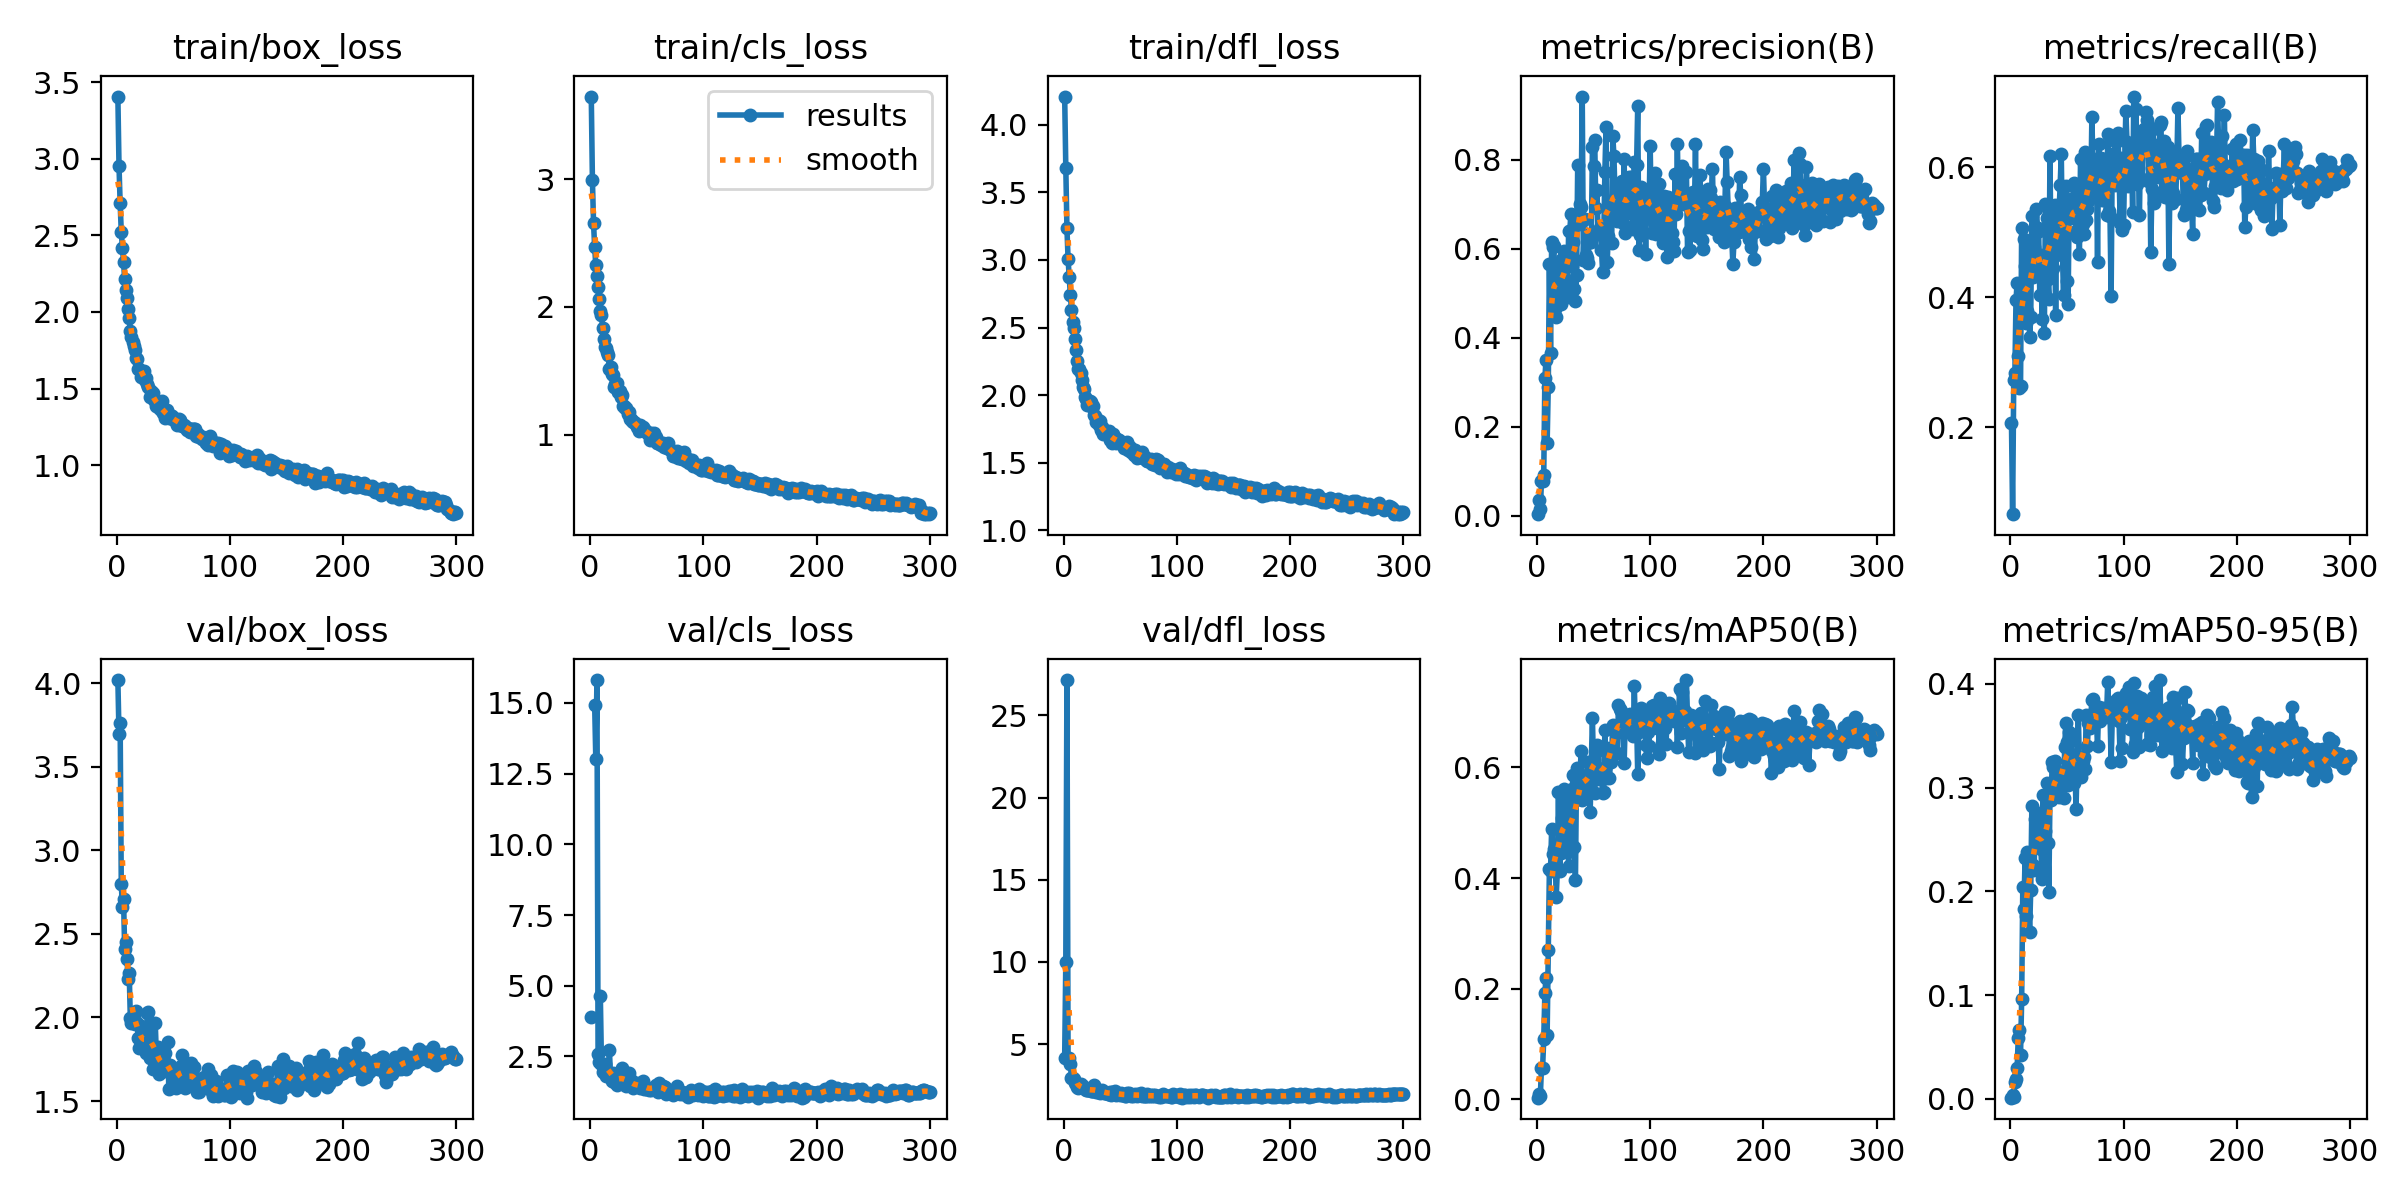 train/box_loss
3.5
3.0
2.5
2.0
1.5
1.0
0 100 200 300
train/cls_loss
results
smooth
3
2
1
0 100 200 300
train/dfl_loss
4.0
3.5
3.0
2.5
2.0
1.5
1.0
0 100 200 300
metrics/precision(B)
0.8
0.6
0.4
0.2
0.0
0 100 200 300
metrics/recall(B)
0.6
0.4
0.2
0 100 200 300
val/box_loss
4.0
3.5
3.0
2.5
2.0
1.5
0 100 200 300
val/cls_loss
15.0
12.5
10.0
7.5
5.0
2.5
0 100 200 300
val/dfl_loss
25
20
15
10
5
0 100 200 300
metrics/mAP50(B)
0.6
0.4
0.2
0.0
0 100 200 300
metrics/mAP50-95(B)
0.4
0.3
0.2
0.1
0.0
0 100 200 300